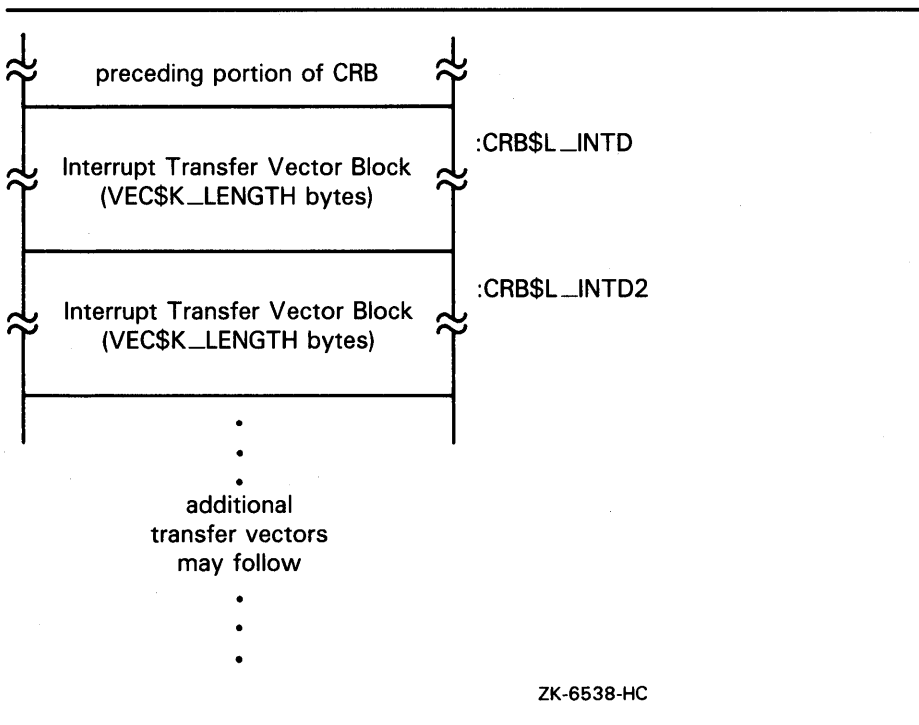 preceding portion of CRB
:CRB$L_INTD
Interrupt Transfer Vector Block
(VEC$K_LENGTH bytes)
:CRB$L_INTD2
Interrupt Transfer Vector Block
(VEC$K_LENGTH bytes)
additional
transfer vectors
may follow
ZK-6538-HC